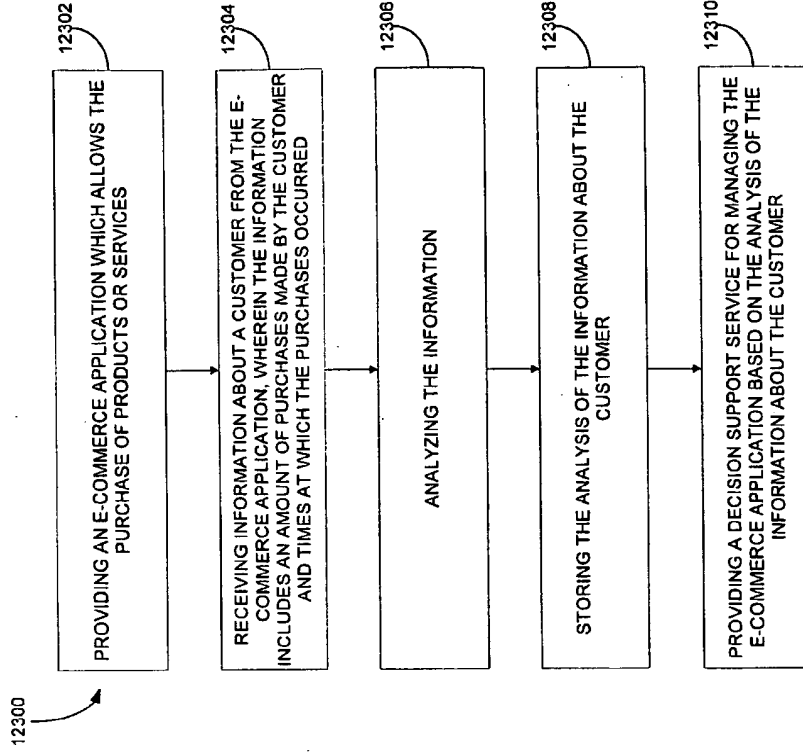 12300
12302
PROVIDING AN E-COMMERCE APPLICATION WHICH ALLOWS THE
PURCHASE OF PRODUCTS OR SERVICES
12304
RECEIVING INFORMATION ABOUT A CUSTOMER FROM THE E-
COMMERCE APPLICATION, WHEREIN THE INFORMATION
INCLUDES AN AMOUNT OF PURCHASES MADE BY THE CUSTOMER
AND TIMES AT WHICH THE PURCHASES OCCURRED
12306
ANALYZING THE INFORMATION
12308
STORING THE ANALYSIS OF THE INFORMATION ABOUT THE
CUSTOMER
12310
PROVIDING A DECISION SUPPORT SERVICE FOR MANAGING THE
E-COMMERCE APPLICATION BASED ON THE ANALYSIS OF THE
INFORMATION ABOUT THE CUSTOMER